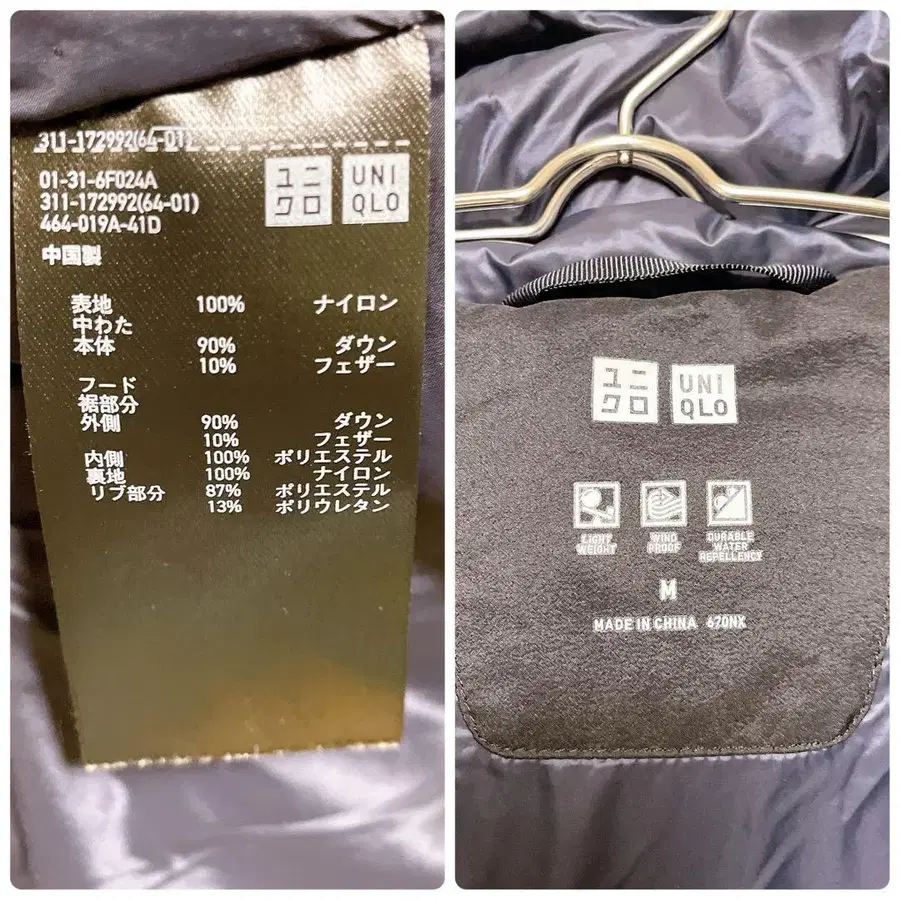 311-172992(64-01)
01-31-6F024A
311-172992(64-01)
464-019A-41D
ユニ
クロ
UNI
QLO
中国製
表地 100% ナイロン
中わた
本体 90% ダウン
10% フェザー
フード
裾部分
外側 90% ダウン
10% フェザー
内側 100% ポリエステル
裏地 100% ナイロン
リブ部分 87% ポリエステル
13% ポリウレタン
ユニ
クロ
UNI
QLO
LIGHT
WEIGHT
WIND
PROOF
DURABLE
WATER
REPELLENCY
M
MADE IN CHINA 670NX